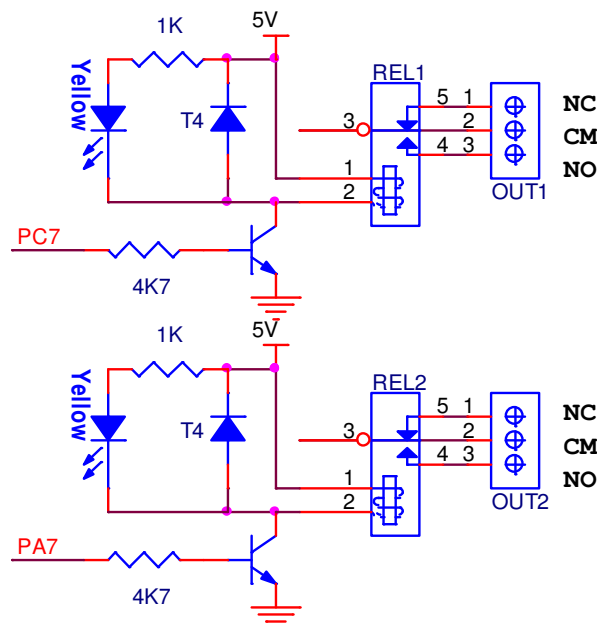 5V
1K
Yellow
T4
REL1
3
5 1
2
4 3
1
2
NC
CM
NO
OUT1
PC7
4K7
5V
1K
Yellow
T4
REL2
3
5 1
2
4 3
1
2
NC
CM
NO
OUT2
PA7
4K7